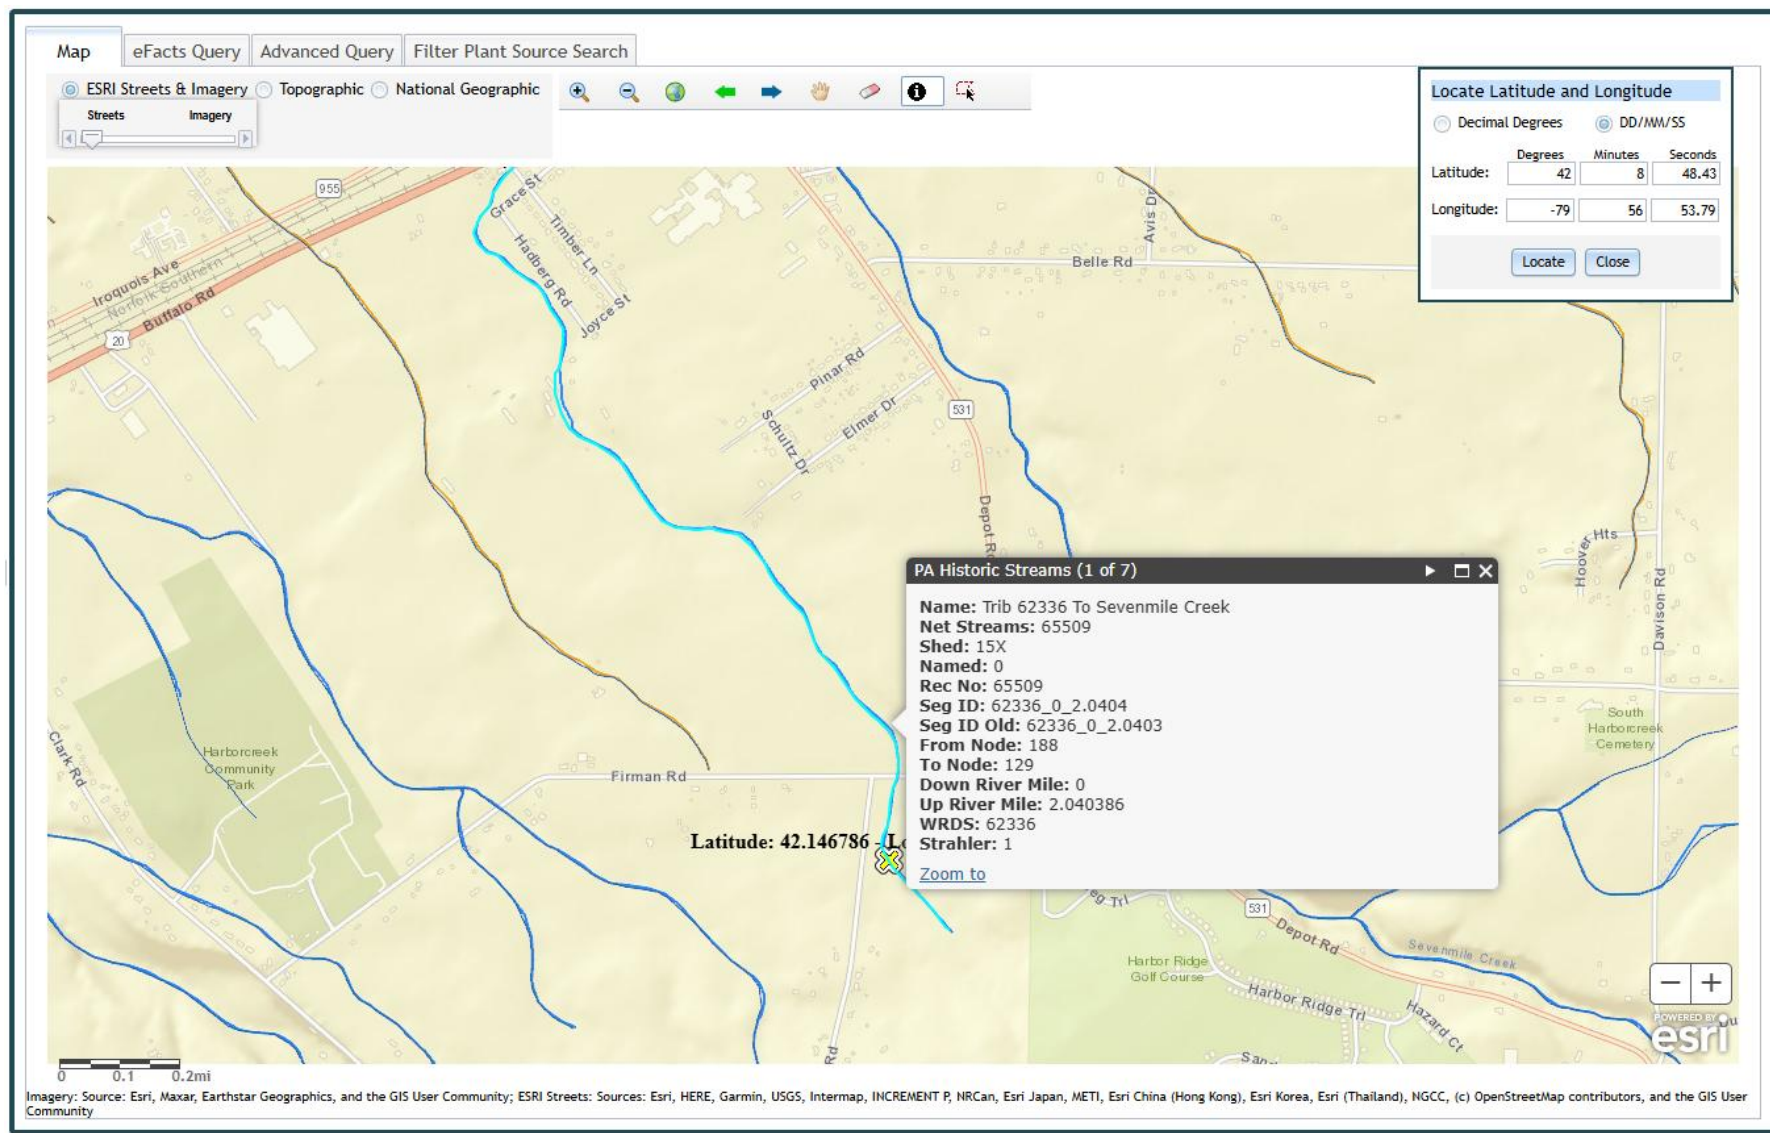 Map eFacts Query Advanced Query Filter Plant Source Search
ESRI Streets & Imagery Topographic National Geographic
Streets Imagery
Locate Latitude and Longitude
Decimal Degrees DD/MM/SS
Degrees Minutes Seconds
Latitude: 42 8 48.43
Longitude: -79 56 53.79
Locate Close
955
Grace St
Timber Ln
Hadberg Rd
Joyce St
Iroquois Ave
Norfolk Southern
Buffalo Rd
20
Avis Dr
Belle Rd
Pinar Rd
Elmer Dr
Schultz Dr
531
Depot Rd
Hoover Hts
Davison Rd
PA Historic Streams (1 of 7)
Name: Trib 62336 To Sevenmile Creek
Net Streams: 65509
Shed: 15X
Named: 0
Rec No: 65509
Seg ID: 62336_0_2.0404
Seg ID Old: 62336_0_2.0403
From Node: 188
To Node: 129
Down River Mile: 0
Up River Mile: 2.040386
WRDS: 62336
Strahler: 1
Zoom to
South
Harborcreek
Cemetery
Clark Rd
Harborcreek
Community
Park
Firman Rd
Latitude: 42.146786 - Lo
eg Trl
531
Depot Rd
Sevenmile Creek
Harbor Ridge
Golf Course
Harbor Ridge Trl
Hazard Ct
Rd
− +
POWERED BY
esri
Du
0 0.1 0.2mi
Imagery: Source: Esri, Maxar, Earthstar Geographics, and the GIS User Community; ESRI Streets: Sources: Esri, HERE, Garmin, USGS, Intermap, INCREMENT P, NRCan, Esri Japan, METI, Esri China (Hong Kong), Esri Korea, Esri (Thailand), NGCC, (c) OpenStreetMap contributors, and the GIS User
Community